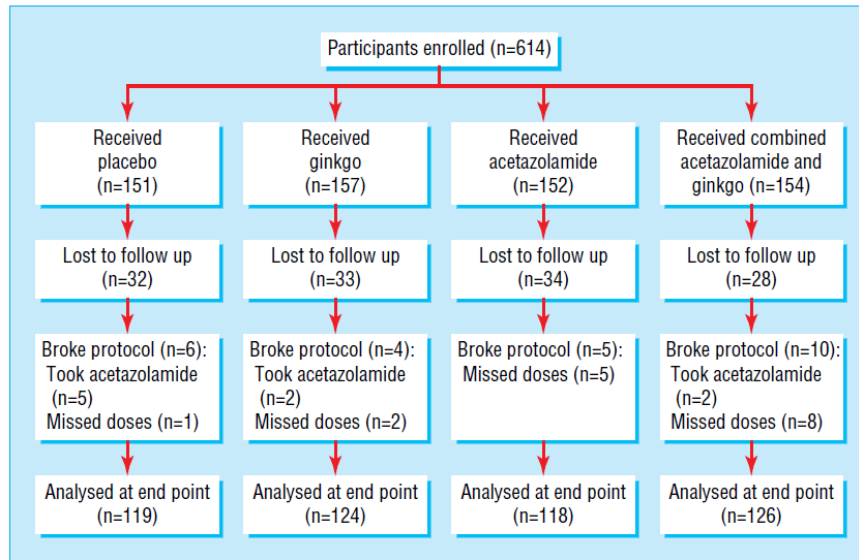 Participants enrolled (n=614)
Received
placebo
(n=151)
Received
ginkgo
(n=157)
Received
acetazolamide
(n=152)
Received combined
acetazolamide and
ginkgo (n=154)
Lost to follow up
(n=32)
Lost to follow up
(n=33)
Lost to follow up
(n=34)
Lost to follow up
(n=28)
Broke protocol (n=6):
Took acetazolamide
(n=5)
Missed doses (n=1)
Broke protocol (n=4):
Took acetazolamide
(n=2)
Missed doses (n=2)
Broke protocol (n=5):
Missed doses (n=5)
Broke protocol (n=10):
Took acetazolamide
(n=2)
Missed doses (n=8)
Analysed at end point
(n=119)
Analysed at end point
(n=124)
Analysed at end point
(n=118)
Analysed at end point
(n=126)